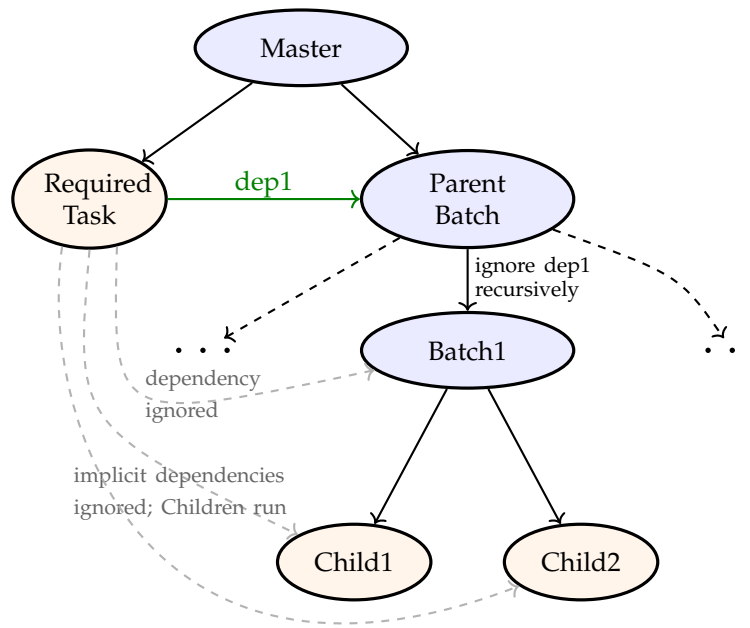 Master
Required
Task
dep1
Parent
Batch
ignore dep1
recursively
. . .
. .
Batch1
dependency
ignored
implicit dependencies
ignored; Children run
Child1
Child2